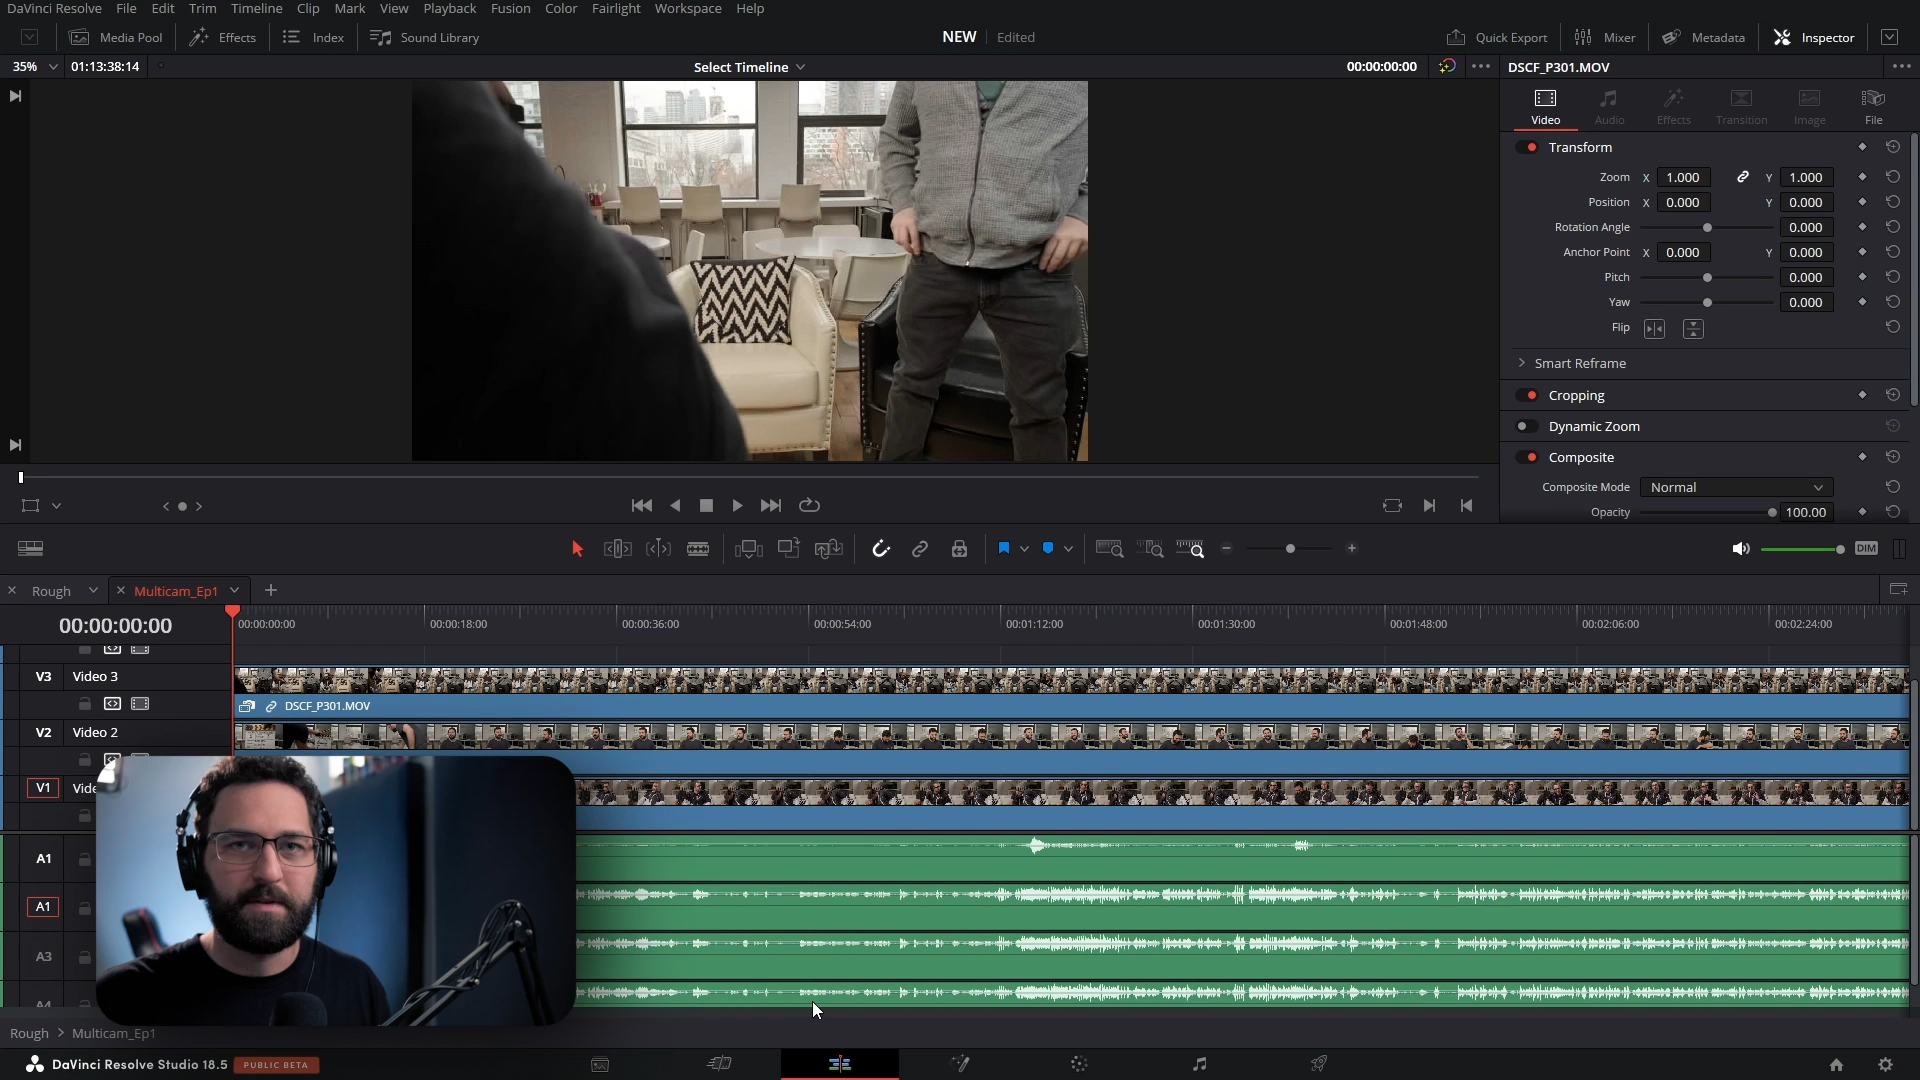 DaVinci Resolve File Edit Trim Timeline Clip Mark View Playback Fusion Color Fairlight Workspace Help
Media Pool Effects Index Sound Library NEW Edited Quick Export Mixer Metadata Inspector
35% 01:13:38:14 Select Timeline 00:00:00:00 DSCF_P301.MOV
Video Audio Effects Transition Image File
Transform
Zoom X 1.000 Y 1.000
Position X 0.000 Y 0.000
Rotation Angle 0.000
Anchor Point X 0.000 Y 0.000
Pitch 0.000
Yaw 0.000
Flip
Smart Reframe
Cropping
Dynamic Zoom
Composite
Composite Mode Normal
Opacity 100.00
DIM
Rough Multicam_Ep1
00:00:00:00 00:00:00:00 00:00:18:00 00:00:36:00 00:00:54:00 00:01:12:00 00:01:30:00 00:01:48:00 00:02:06:00 00:02:24:00
V3 Video 3
DSCF_P301.MOV
V2 Video 2
V1 Vide
A1
A1
A3
A4
Rough > Multicam_Ep1
DaVinci Resolve Studio 18.5 PUBLIC BETA